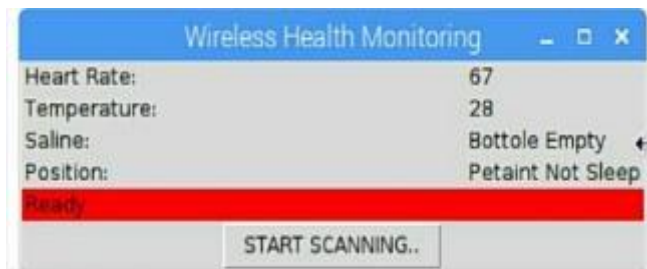 Wireless Health Monitoring
Heart Rate: 67
Temperature: 28
Saline: Bottole Empty
Position: Petaint Not Sleep
Ready
START SCANNING..